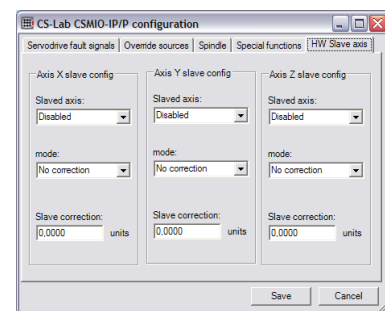 CS-Lab CSMIO-IP/P configuration
Servodrive fault signals Override sources Spindle Special functions HW Slave axis
Axis X slave config
Slaved axis:
Disabled
mode:
No correction
Slave correction:
0,0000 units
Axis Y slave config
Slaved axis:
Disabled
mode:
No correction
Slave correction:
0,0000 units
Axis Z slave config
Slaved axis:
Disabled
mode:
No correction
Slave correction:
0,0000 units
Save Cancel